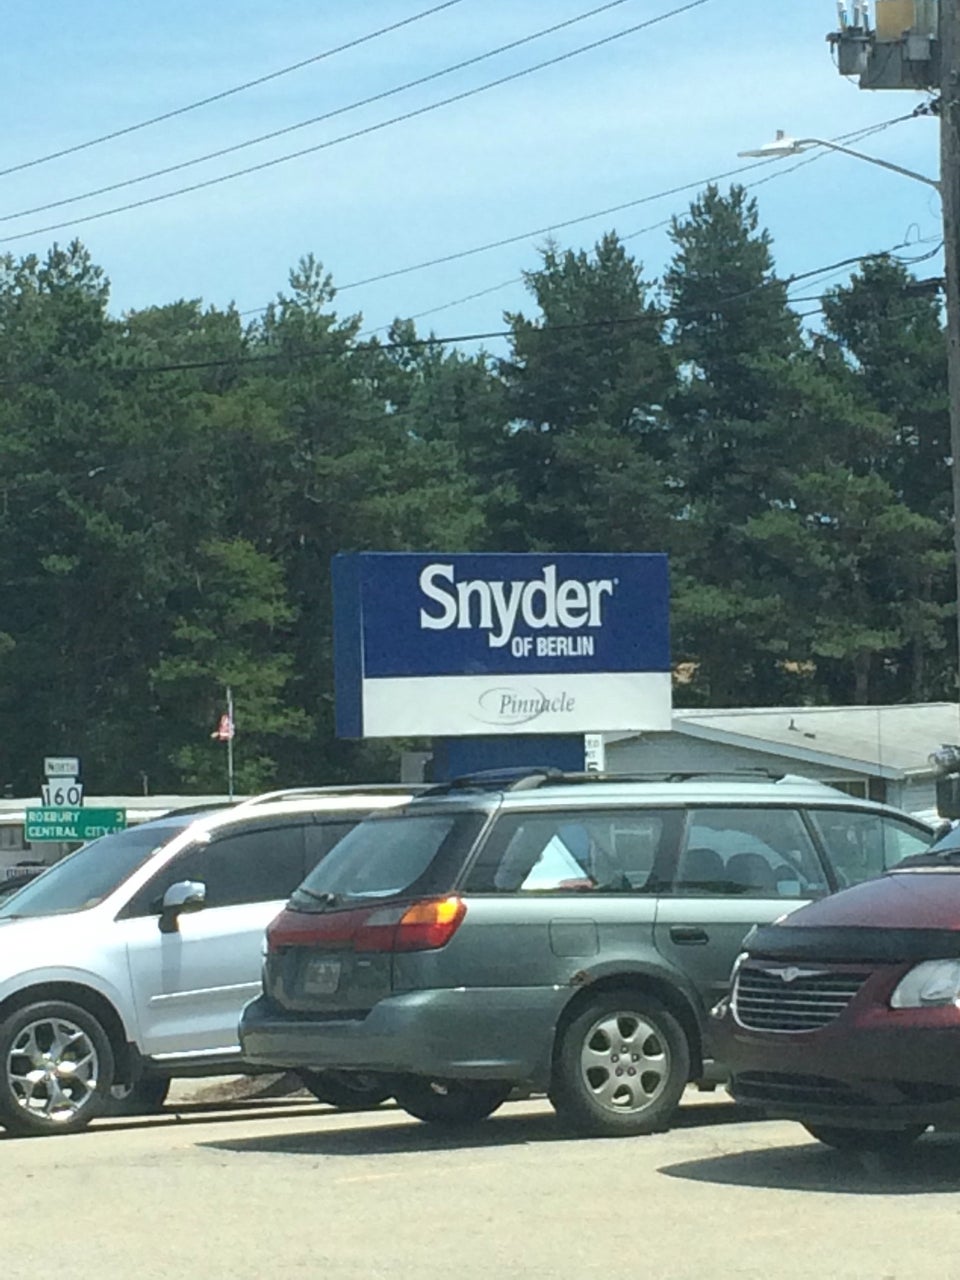 Snyder
OF BERLIN
Pinnacle
NORTH
160
ROXBURY 3
CENTRAL CITY